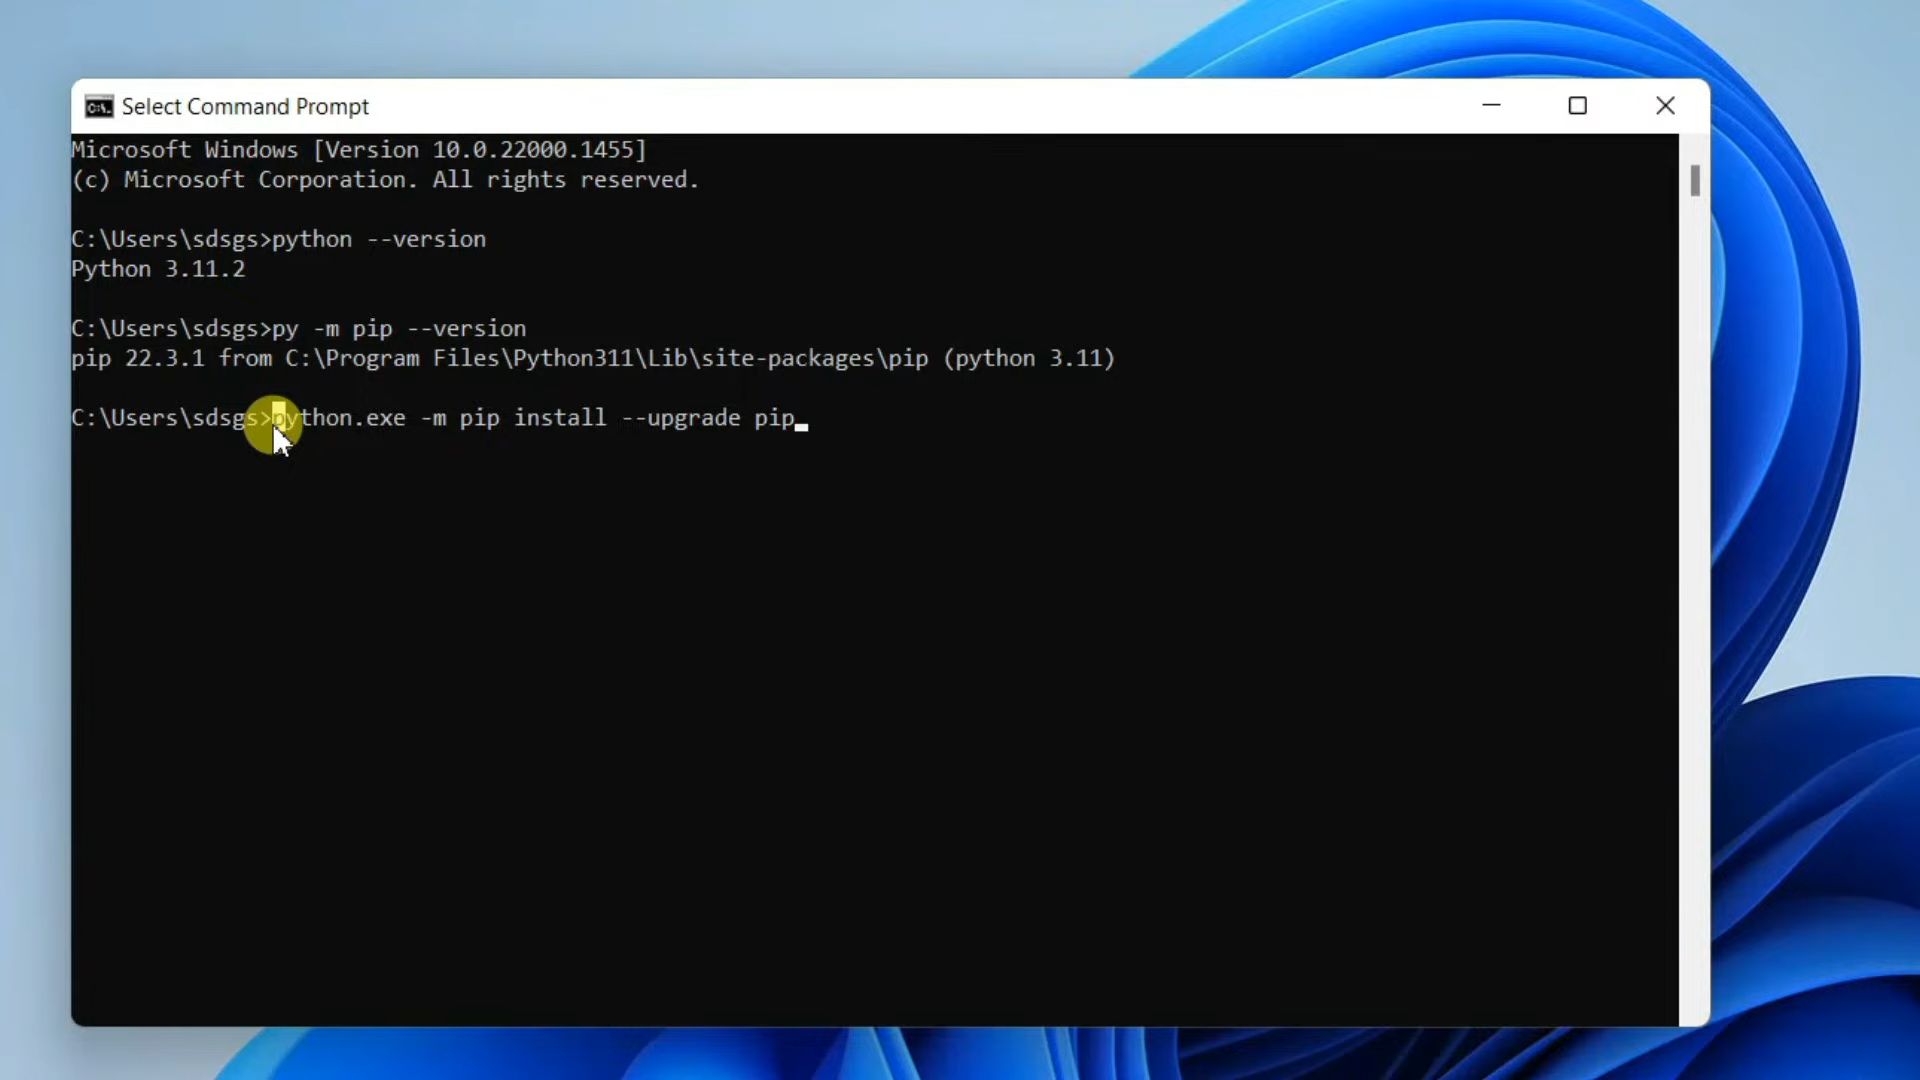 Select Command Prompt
Microsoft Windows [Version 10.0.22000.1455]
(c) Microsoft Corporation. All rights reserved.
C:\Users\sdsgs>python --version
Python 3.11.2
C:\Users\sdsgs>py -m pip --version
pip 22.3.1 from C:\Program Files\Python311\Lib\site-packages\pip (python 3.11)
C:\Users\sdsgs>python.exe -m pip install --upgrade pip